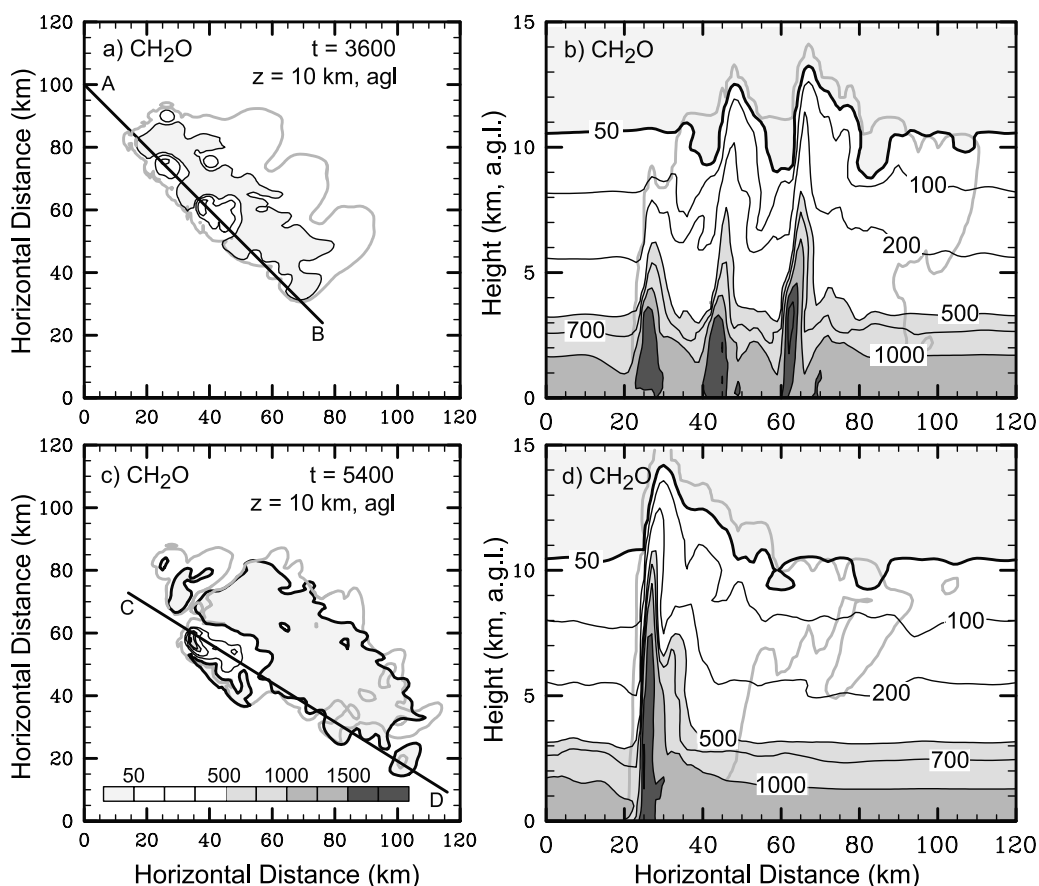 a) CH₂O
t = 3600
z = 10 km, agl
A
B
120
100
80
60
40
20
0
0 20 40 60 80 100 120
Horizontal Distance (km)
b) CH₂O
50
100
200
500
700
1000
15
10
5
0
0 20 40 60 80 100 120
Height (km, a.g.l.)
c) CH₂O
t = 5400
z = 10 km, agl
C
D
50 500 1000 1500
120
100
80
60
40
20
0
0 20 40 60 80 100 120
Horizontal Distance (km)
Horizontal Distance (km)
d) CH₂O
50
100
200
500
700
1000
15
10
5
0
0 20 40 60 80 100 120
Height (km, a.g.l.)
Horizontal Distance (km)